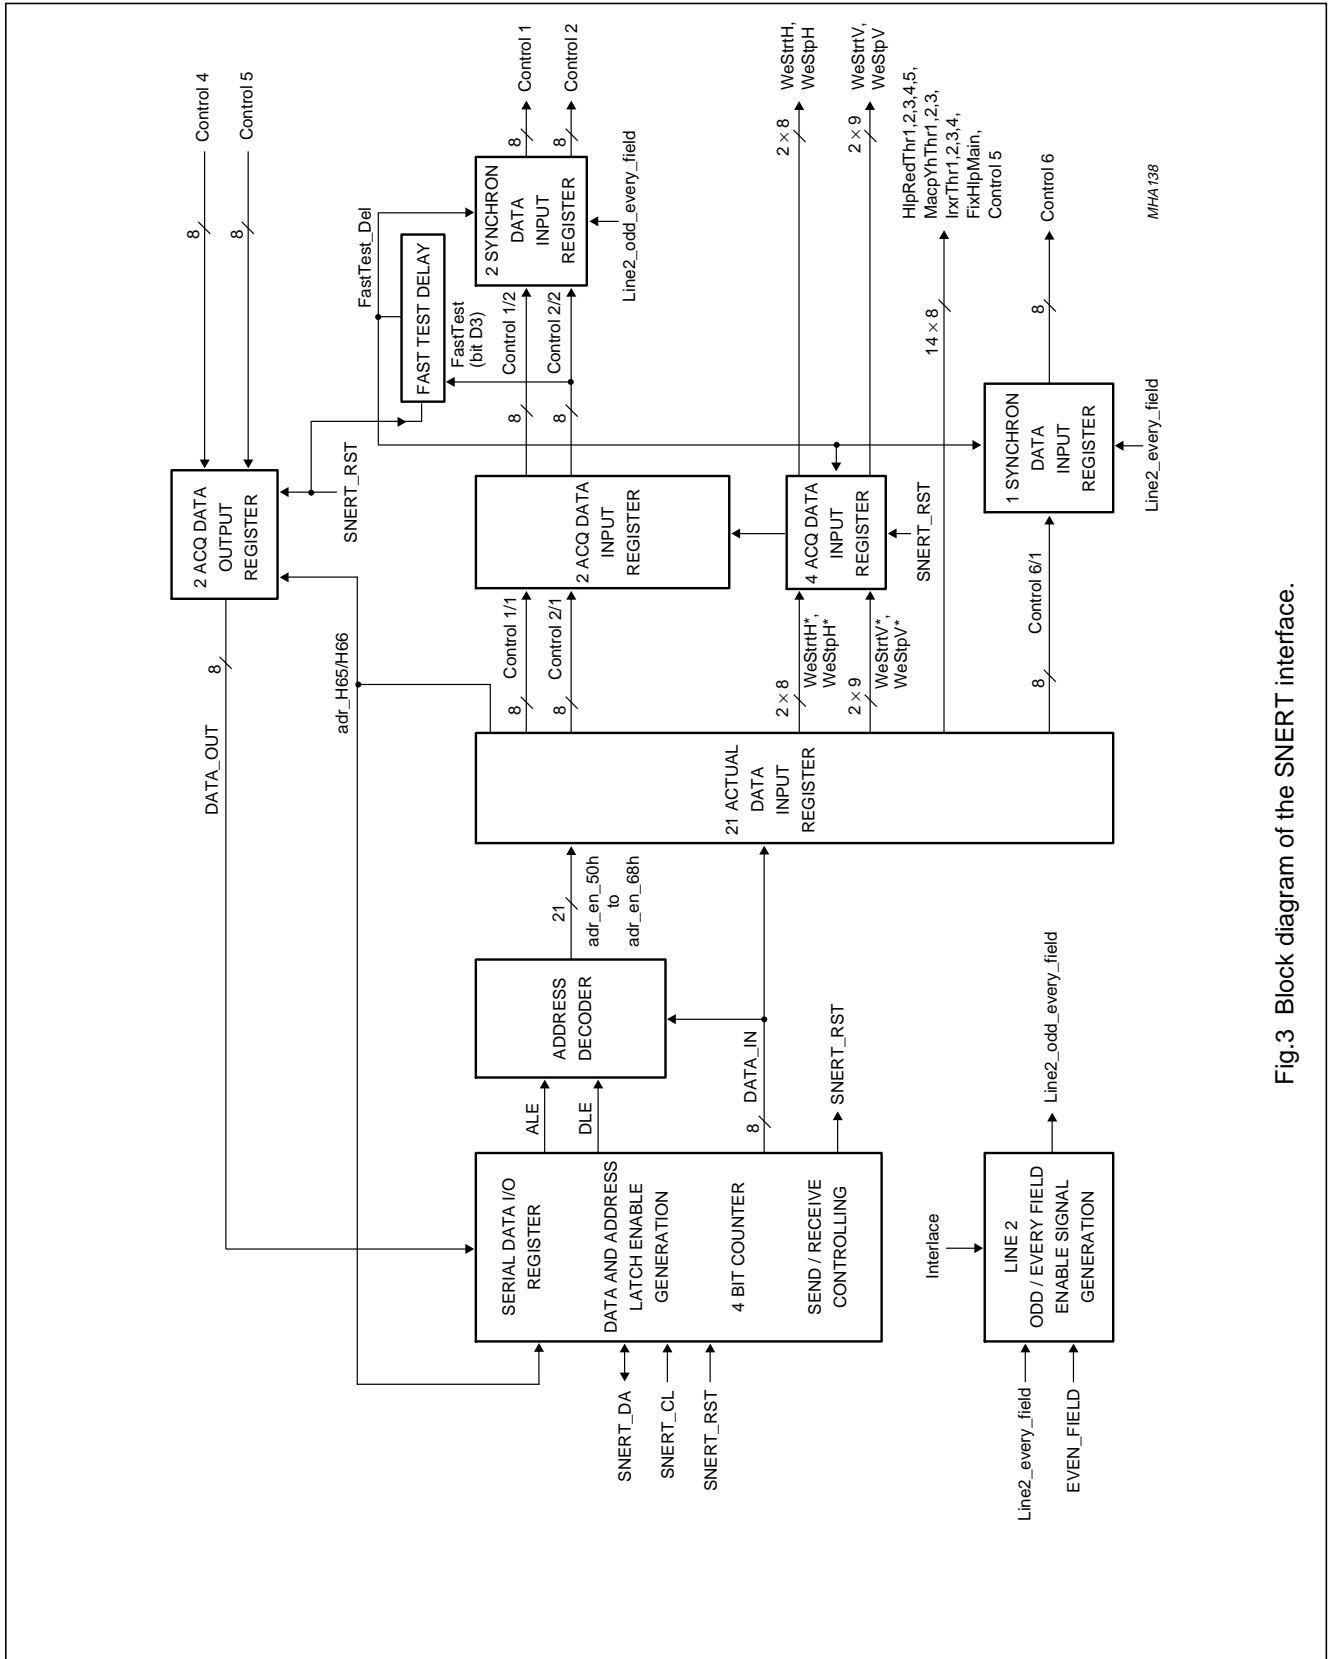 Control 4
Control 5
8
8
2 ACQ DATA
OUTPUT
REGISTER
SNERT_RST
DATA_OUT
8
adr_H65/H66
FastTest_Del
FAST TEST DELAY
FastTest
(bit D3)
SERIAL DATA I/O
REGISTER
DATA AND ADDRESS
LATCH ENABLE
GENERATION
4 BIT COUNTER
SEND / RECEIVE
CONTROLLING
SNERT_DA
SNERT_CL
SNERT_RST
ALE
DLE
8
DATA_IN
SNERT_RST
ADDRESS
DECODER
21
adr_en_50h
to
adr_en_68h
21 ACTUAL
DATA
INPUT
REGISTER
8
Control 1/1
8
Control 2/1
2 ACQ DATA
INPUT
REGISTER
8
Control 1/2
8
Control 2/2
2 SYNCHRON
DATA
INPUT
REGISTER
Line2_odd_every_field
8
Control 1
8
Control 2
2 × 8
WeStrtH*,
WeStpH*
2 × 9
WeStrtV*,
WeStpV*
4 ACQ DATA
INPUT
REGISTER
SNERT_RST
2 × 8
WeStrtH,
WeStpH
2 × 9
WeStrtV,
WeStpV
14 × 8
HlpRedThr1,2,3,4,5,
MacpYhThr1,2,3,
IrxrThr1,2,3,4,
FixHlpMain,
Control 5
8
Control 6/1
1 SYNCHRON
DATA
INPUT
REGISTER
Line2_every_field
8
Control 6
Interlace
Line2_every_field
EVEN_FIELD
LINE 2
ODD / EVERY FIELD
ENABLE SIGNAL
GENERATION
Line2_odd_every_field
MHA138
Fig.3 Block diagram of the SNERT interface.